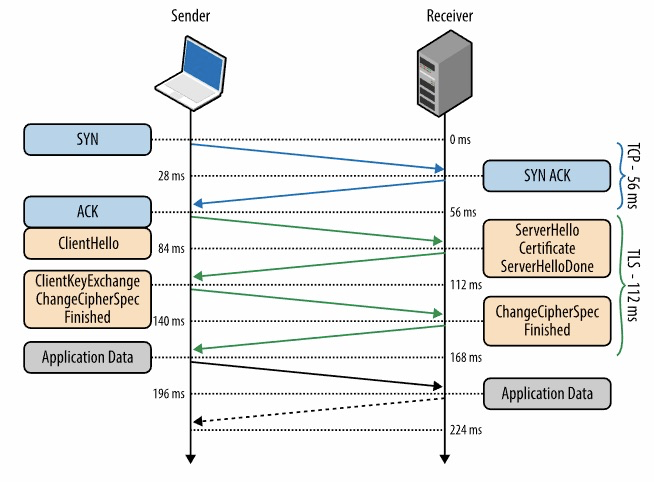 Sender
Receiver
SYN
0 ms
28 ms
SYN ACK
TCP - 56 ms
ACK
56 ms
ClientHello
84 ms
ServerHello
Certificate
ServerHelloDone
TLS - 112 ms
ClientKeyExchange
ChangeCipherSpec
Finished
112 ms
140 ms
ChangeCipherSpec
Finished
Application Data
168 ms
196 ms
Application Data
224 ms